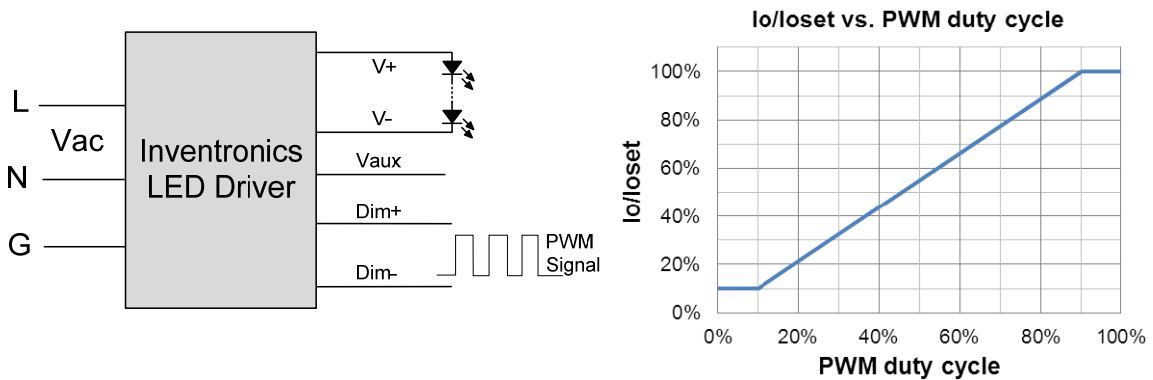 L
Vac
N
G
Inventronics
LED Driver
V+
V-
Vaux
Dim+
Dim-
PWM
Signal
Io/Ioset vs. PWM duty cycle
Io/Ioset
100%
80%
60%
40%
20%
0%
0% 20% 40% 60% 80% 100%
PWM duty cycle